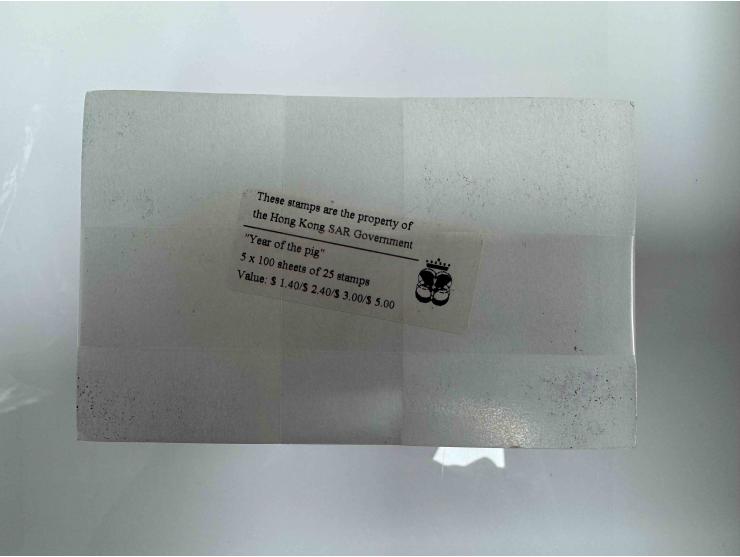 These stamps are the property of
the Hong Kong SAR Government
"Year of the pig"
5 x 100 sheets of 25 stamps
Value: $ 1.40/$ 2.40/$ 3.00/$ 5.00